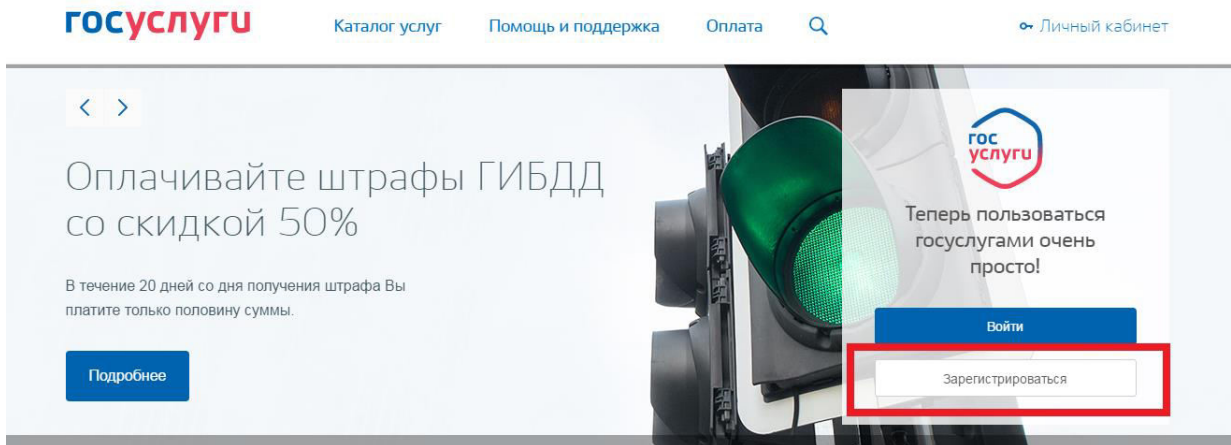 госуслуги
Каталог услуг
Помощь и поддержка
Оплата
Личный кабинет
Оплачивайте штрафы ГИБДД
со скидкой 50%
В течение 20 дней со дня получения штрафа Вы
платите только половину суммы.
Подробнее
гос
услуги
Теперь пользоваться
госуслугами очень
просто!
Войти
Зарегистрироваться